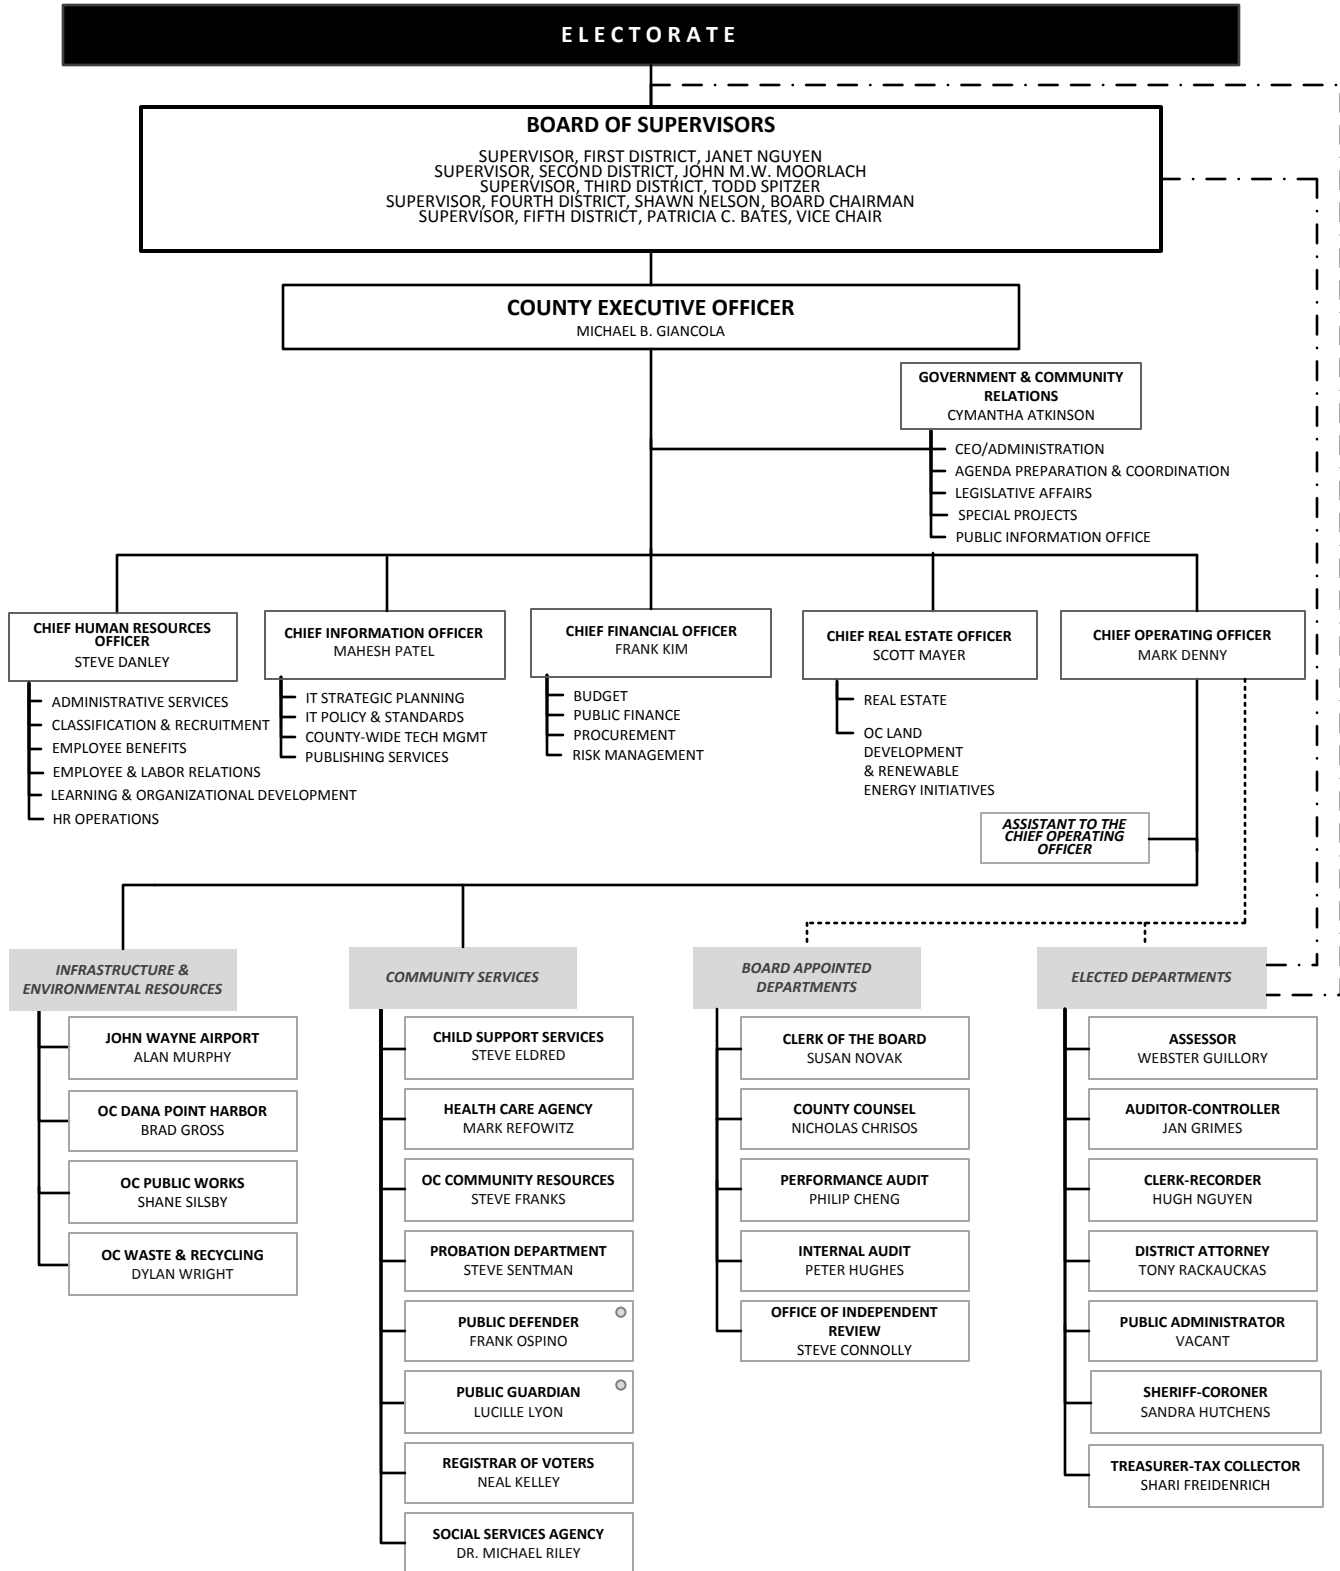 ELECTORATE
BOARD OF SUPERVISORS
SUPERVISOR, FIRST DISTRICT, JANET NGUYEN
SUPERVISOR, SECOND DISTRICT, JOHN M.W. MOORLACH
SUPERVISOR, THIRD DISTRICT, TODD SPITZER
SUPERVISOR, FOURTH DISTRICT, SHAWN NELSON, BOARD CHAIRMAN
SUPERVISOR, FIFTH DISTRICT, PATRICIA C. BATES, VICE CHAIR
COUNTY EXECUTIVE OFFICER
MICHAEL B. GIANCOLA
GOVERNMENT & COMMUNITY
RELATIONS
CYMANTHA ATKINSON
CEO/ADMINISTRATION
AGENDA PREPARATION & COORDINATION
LEGISLATIVE AFFAIRS
SPECIAL PROJECTS
PUBLIC INFORMATION OFFICE
CHIEF HUMAN RESOURCES
OFFICER
STEVE DANLEY
ADMINISTRATIVE SERVICES
CLASSIFICATION & RECRUITMENT
EMPLOYEE BENEFITS
EMPLOYEE & LABOR RELATIONS
LEARNING & ORGANIZATIONAL DEVELOPMENT
HR OPERATIONS
CHIEF INFORMATION OFFICER
MAHESH PATEL
IT STRATEGIC PLANNING
IT POLICY & STANDARDS
COUNTY-WIDE TECH MGMT
PUBLISHING SERVICES
CHIEF FINANCIAL OFFICER
FRANK KIM
BUDGET
PUBLIC FINANCE
PROCUREMENT
RISK MANAGEMENT
CHIEF REAL ESTATE OFFICER
SCOTT MAYER
REAL ESTATE
OC LAND
DEVELOPMENT
& RENEWABLE
ENERGY INITIATIVES
CHIEF OPERATING OFFICER
MARK DENNY
ASSISTANT TO THE
CHIEF OPERATING
OFFICER
INFRASTRUCTURE &
ENVIRONMENTAL RESOURCES
JOHN WAYNE AIRPORT
ALAN MURPHY
OC DANA POINT HARBOR
BRAD GROSS
OC PUBLIC WORKS
SHANE SILSBY
OC WASTE & RECYCLING
DYLAN WRIGHT
COMMUNITY SERVICES
CHILD SUPPORT SERVICES
STEVE ELDRED
HEALTH CARE AGENCY
MARK REFOWITZ
OC COMMUNITY RESOURCES
STEVE FRANKS
PROBATION DEPARTMENT
STEVE SENTMAN
PUBLIC DEFENDER
FRANK OSPINO
PUBLIC GUARDIAN
LUCILLE LYON
REGISTRAR OF VOTERS
NEAL KELLEY
SOCIAL SERVICES AGENCY
DR. MICHAEL RILEY
BOARD APPOINTED
DEPARTMENTS
CLERK OF THE BOARD
SUSAN NOVAK
COUNTY COUNSEL
NICHOLAS CHRISOS
PERFORMANCE AUDIT
PHILIP CHENG
INTERNAL AUDIT
PETER HUGHES
OFFICE OF INDEPENDENT
REVIEW
STEVE CONNOLLY
ELECTED DEPARTMENTS
ASSESSOR
WEBSTER GUILLORY
AUDITOR-CONTROLLER
JAN GRIMES
CLERK-RECORDER
HUGH NGUYEN
DISTRICT ATTORNEY
TONY RACKAUCKAS
PUBLIC ADMINISTRATOR
VACANT
SHERIFF-CORONER
SANDRA HUTCHENS
TREASURER-TAX COLLECTOR
SHARI FREIDENRICH